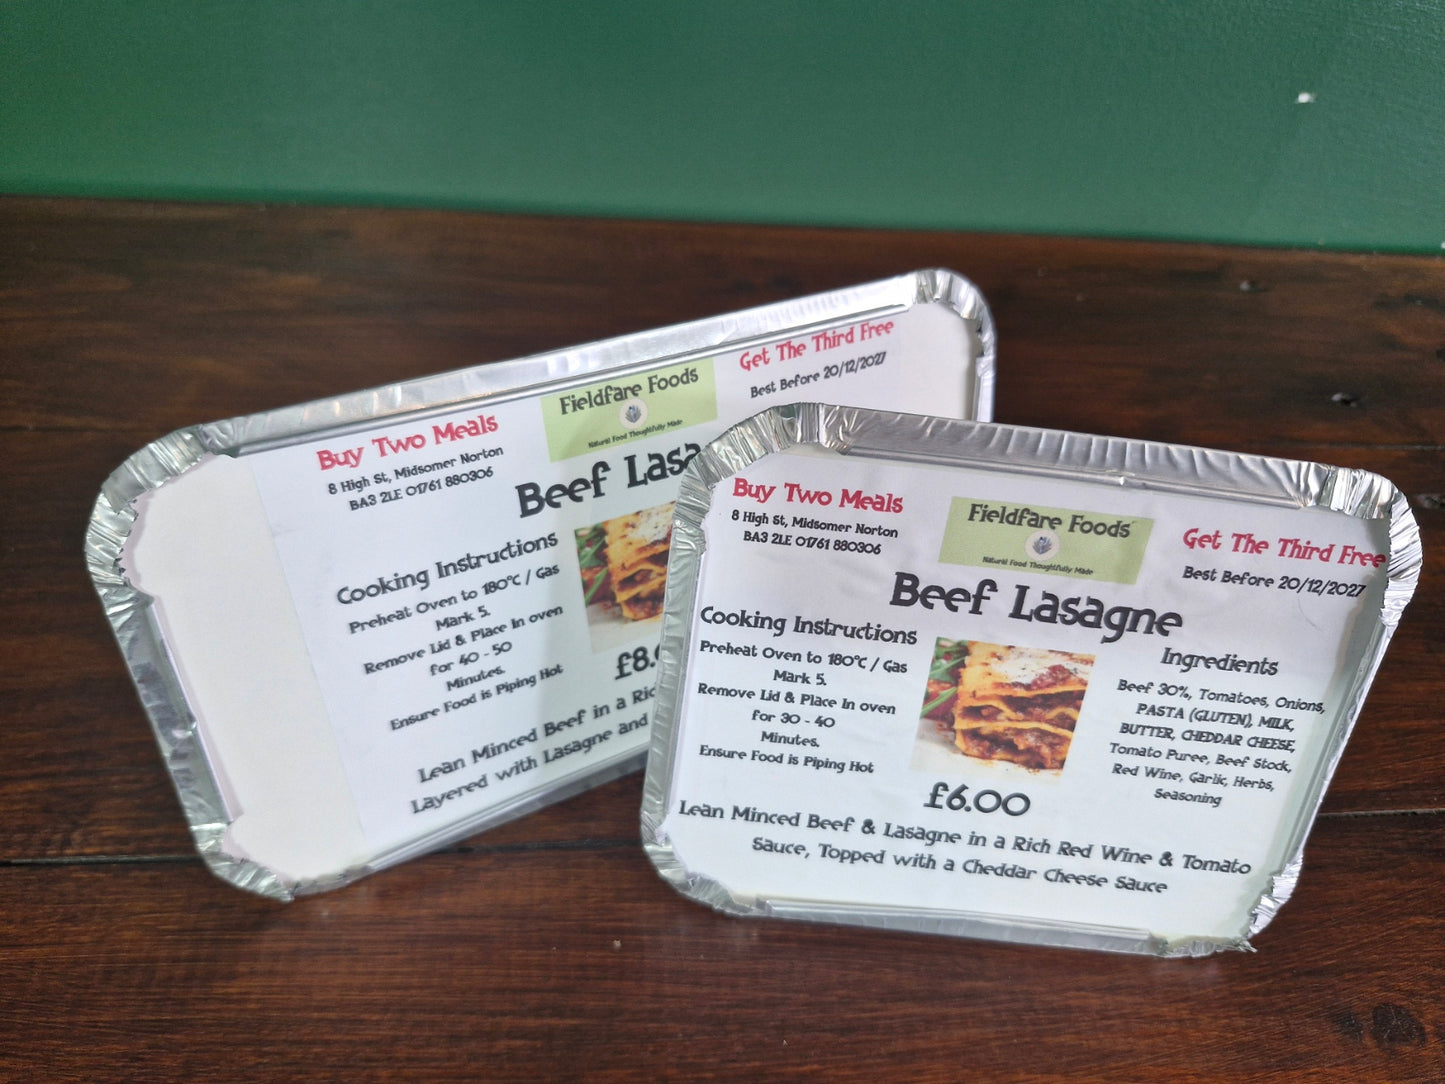 Buy Two Meals
8 High St, Midsomer Norton
BA3 2LE 01761 880306
Fieldfare Foods
Natural Food Thoughtfully Made
Get The Third Free
Best Before 20/12/2027
Beef Lasa
Cooking Instructions
Preheat Oven to 180°C / Gas
Mark 5.
Remove Lid & Place In oven
for 40 - 50
Minutes.
Ensure Food is Piping Hot
£8.
Lean Minced Beef in a Ric
Layered with Lasagne and
Buy Two Meals
8 High St, Midsomer Norton
BA3 2LE 01761 880306
Fieldfare Foods
Natural Food Thoughtfully Made
Get The Third Free
Best Before 20/12/2027
Beef Lasagne
Cooking Instructions
Preheat Oven to 180°C / Gas
Mark 5.
Remove Lid & Place In oven
for 30 - 40
Minutes.
Ensure Food is Piping Hot
Ingredients
Beef 30%, Tomatoes, Onions,
PASTA (GLUTEN), MILK,
BUTTER, CHEDDAR CHEESE,
Tomato Puree, Beef Stock,
Red Wine, Garlic, Herbs,
Seasoning
£6.00
Lean Minced Beef & Lasagne in a Rich Red Wine & Tomato
Sauce, Topped with a Cheddar Cheese Sauce